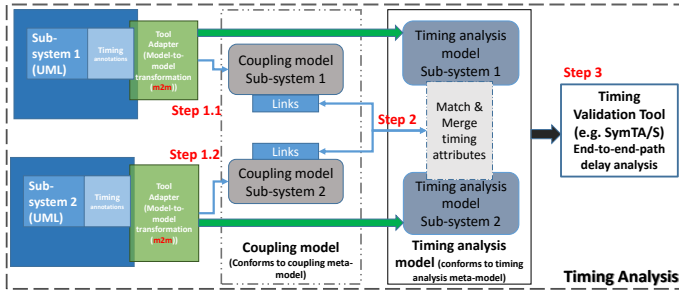 Sub-
system 1
(UML)
Timing
annotations
Tool
Adapter
(Model-to-
model
transformation
(m2m))
Step 1.1
Coupling model
Sub-system 1
Links
Timing analysis
model
Sub-system 1
Step 2
Match &
Merge
timing
attributes
Step 3
Timing
Validation Tool
(e.g. SymTA/S)
End-to-end-path
delay analysis
Step 1.2
Links
Coupling model
Sub-system 2
Timing analysis
model
Sub-system 2
Sub-
system 2
(UML)
Timing
annotations
Tool
Adapter
(Model-to-model
transformation
(m2m))
Coupling model
(Conforms to coupling meta-
model)
Timing analysis
model (conforms to timing
analysis meta-model)
Timing Analysis